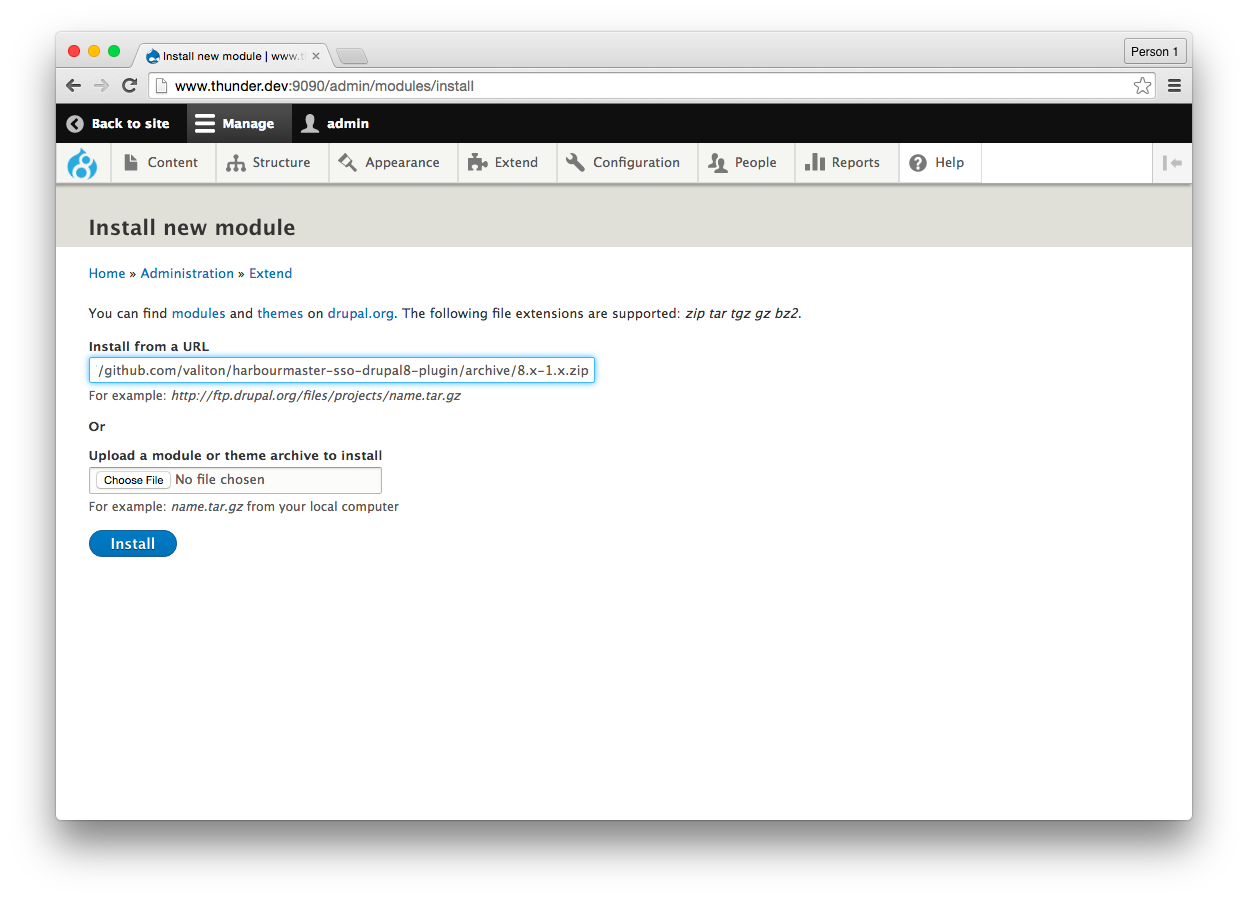 Install new module | www.t
Person 1
www.thunder.dev:9090/admin/modules/install
Back to site Manage admin
Content Structure Appearance Extend Configuration People Reports Help
Install new module
Home » Administration » Extend
You can find modules and themes on drupal.org. The following file extensions are supported: zip tar tgz gz bz2.
Install from a URL
/github.com/valiton/harbourmaster-sso-drupal8-plugin/archive/8.x-1.x.zip
For example: http://ftp.drupal.org/files/projects/name.tar.gz
Or
Upload a module or theme archive to install
Choose File No file chosen
For example: name.tar.gz from your local computer
Install